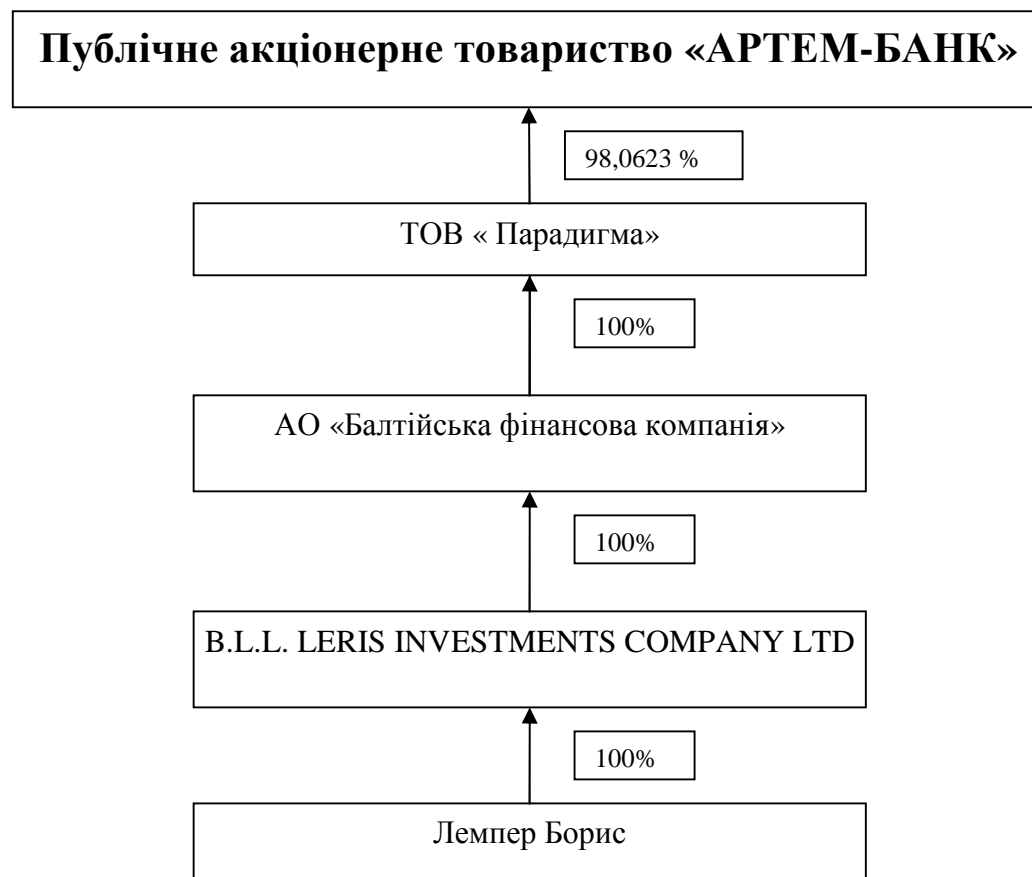 Публічне акціонерне товариство «АРТЕМ-БАНК»
98,0623 %
ТОВ « Парадигма»
100%
АО «Балтійська фінансова компанія»
100%
B.L.L. LERIS INVESTMENTS COMPANY LTD
100%
Лемпер Борис